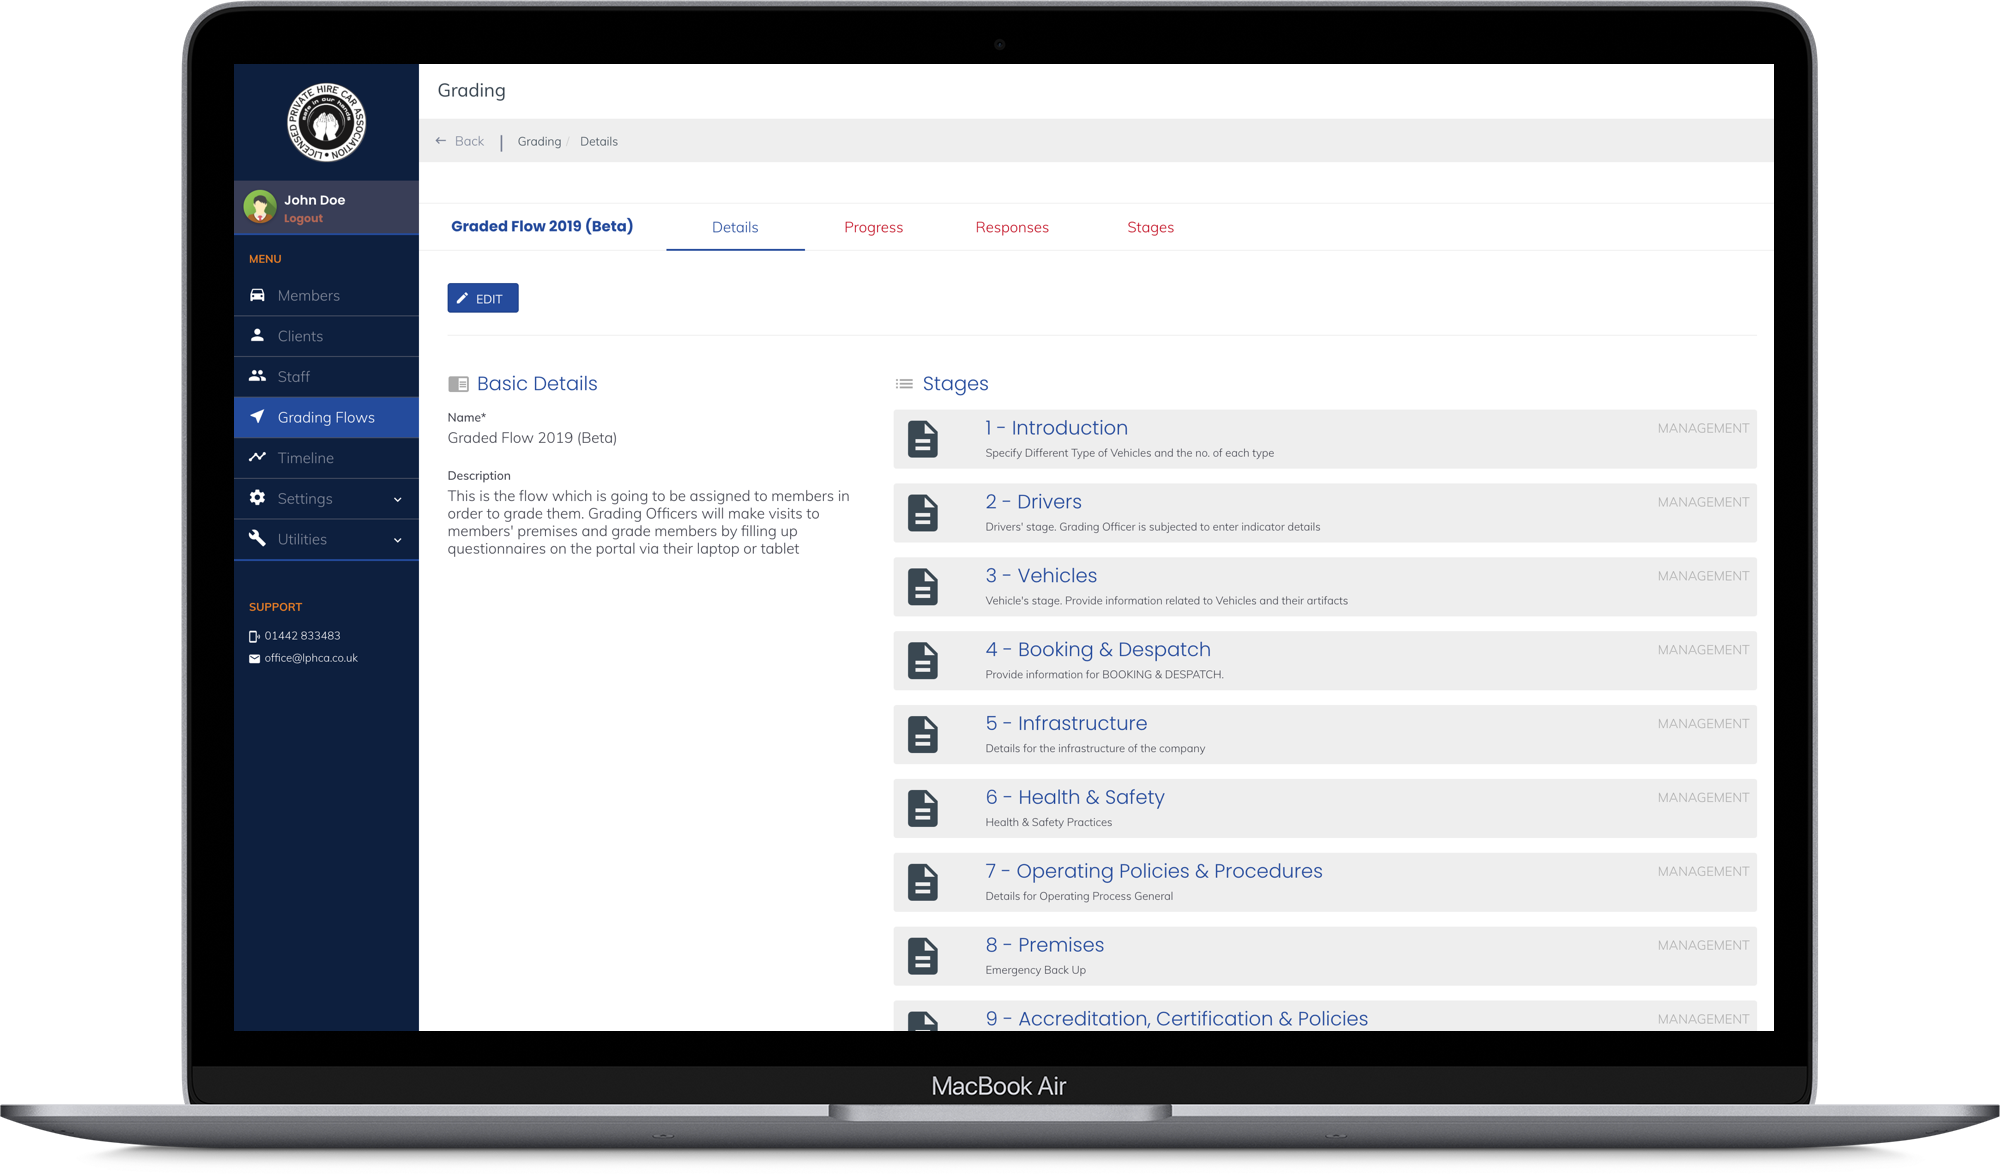 LICENSED PRIVATE HIRE CAR ASSOCIATION
safe in our hands
John Doe
Logout
MENU
Members
Clients
Staff
Grading Flows
Timeline
Settings
Utilities
SUPPORT
01442 833483
office@lphca.co.uk
Grading
← Back | Grading / Details
Graded Flow 2019 (Beta) Details Progress Responses Stages
EDIT
Basic Details
Name*
Graded Flow 2019 (Beta)
Description
This is the flow which is going to be assigned to members in
order to grade them. Grading Officers will make visits to
members' premises and grade members by filling up
questionnaires on the portal via their laptop or tablet
Stages
1 - Introduction MANAGEMENT
Specify Different Type of Vehicles and the no. of each type
2 - Drivers MANAGEMENT
Drivers' stage. Grading Officer is subjected to enter indicator details
3 - Vehicles MANAGEMENT
Vehicle's stage. Provide information related to Vehicles and their artifacts
4 - Booking & Despatch MANAGEMENT
Provide information for BOOKING & DESPATCH.
5 - Infrastructure MANAGEMENT
Details for the infrastructure of the company
6 - Health & Safety MANAGEMENT
Health & Safety Practices
7 - Operating Policies & Procedures MANAGEMENT
Details for Operating Process General
8 - Premises MANAGEMENT
Emergency Back Up
9 - Accreditation, Certification & Policies MANAGEMENT
MacBook Air